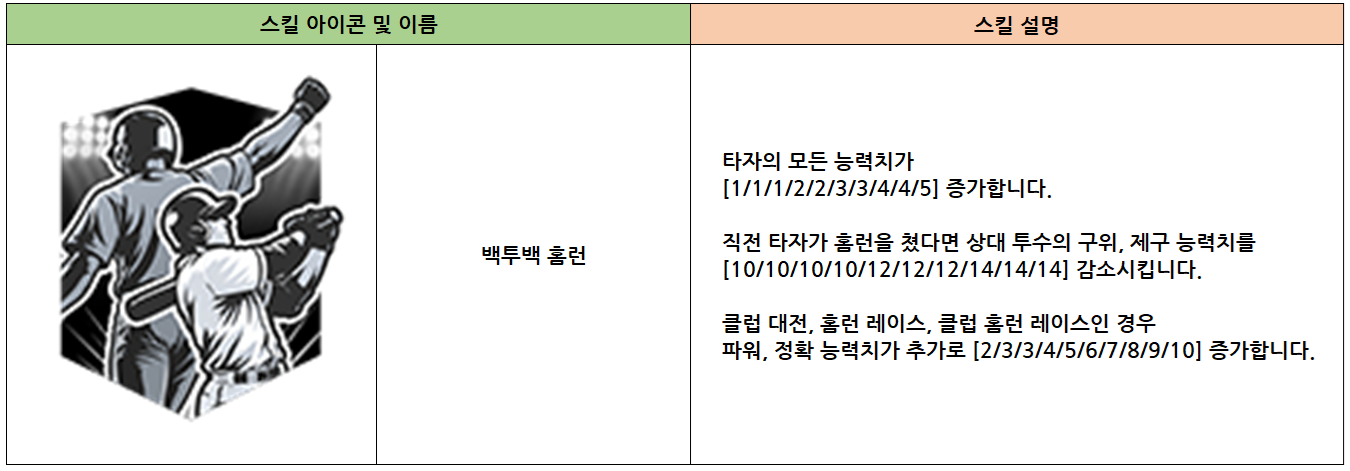 스킬 아이콘 및 이름
스킬 설명
백투백 홈런
타자의 모든 능력치가
[1/1/1/2/2/3/3/4/4/5] 증가합니다.
직전 타자가 홈런을 쳤다면 상대 투수의 구위, 제구 능력치를
[10/10/10/10/12/12/12/14/14/14] 감소시킵니다.
클럽 대전, 홈런 레이스, 클럽 홈런 레이스인 경우
파워, 정확 능력치가 추가로 [2/3/3/4/5/6/7/8/9/10] 증가합니다.